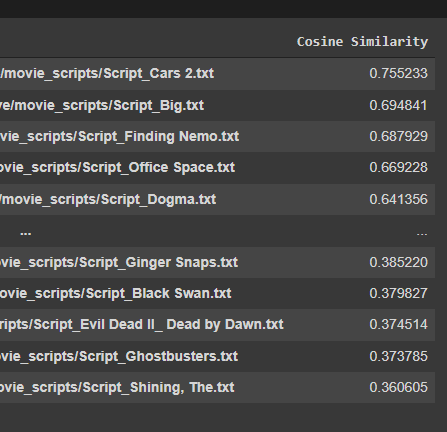 Cosine Similarity
/movie_scripts/Script_Cars 2.txt 0.755233
ve/movie_scripts/Script_Big.txt 0.694841
vie_scripts/Script_Finding Nemo.txt 0.687929
ovie_scripts/Script_Office Space.txt 0.669228
/movie_scripts/Script_Dogma.txt 0.641356
... ...
ovie_scripts/Script_Ginger Snaps.txt 0.385220
ovie_scripts/Script_Black Swan.txt 0.379827
ripts/Script_Evil Dead II_ Dead by Dawn.txt 0.374514
ovie_scripts/Script_Ghostbusters.txt 0.373785
ovie_scripts/Script_Shining, The.txt 0.360605